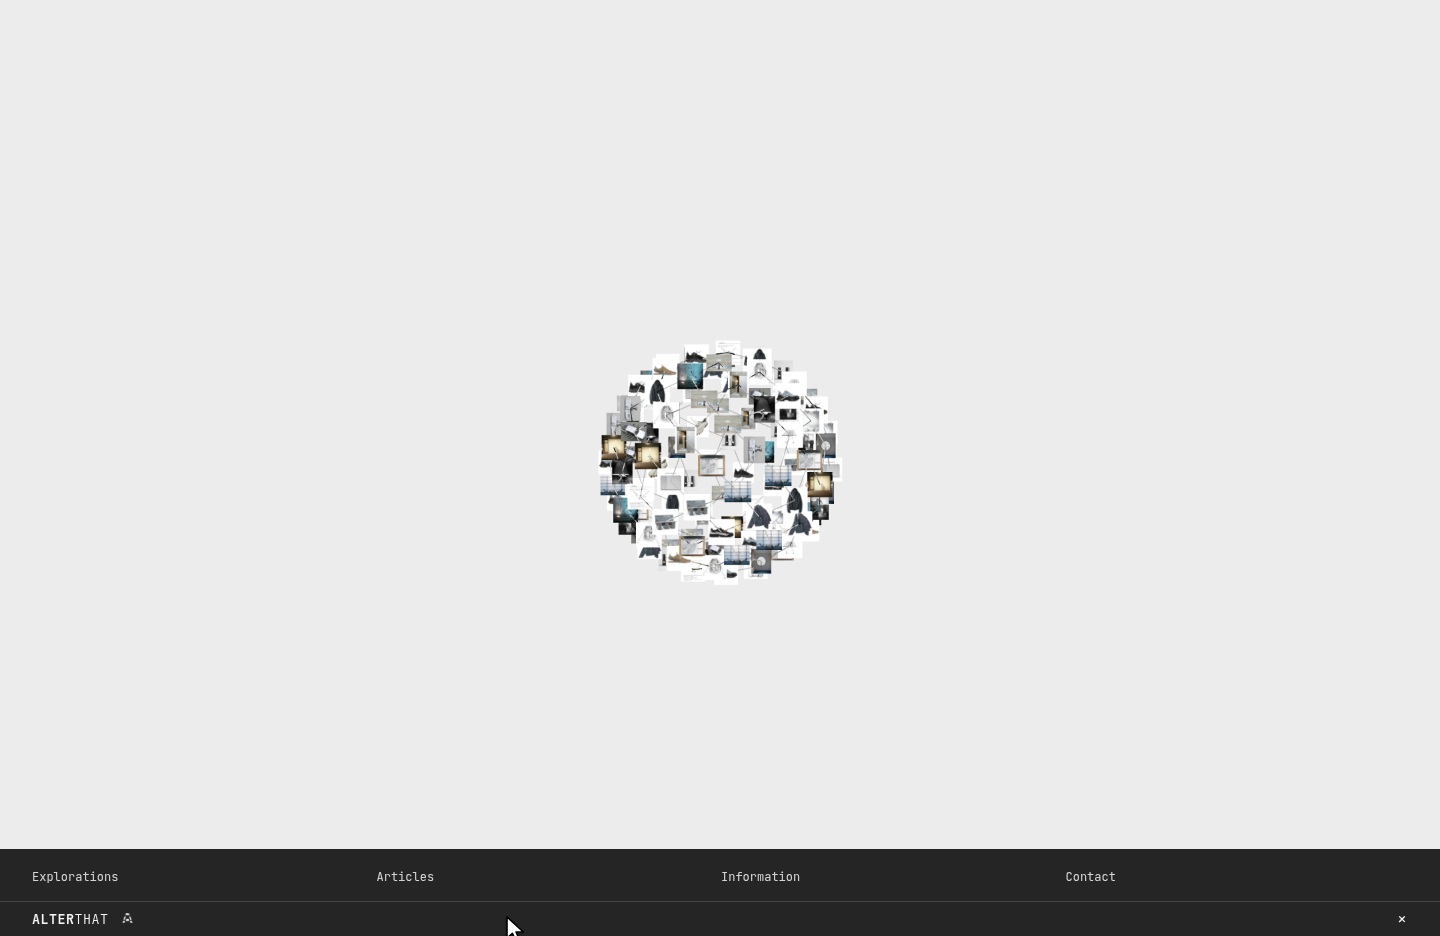 Explorations
Articles
Information
Contact
ALTERTHAT
×